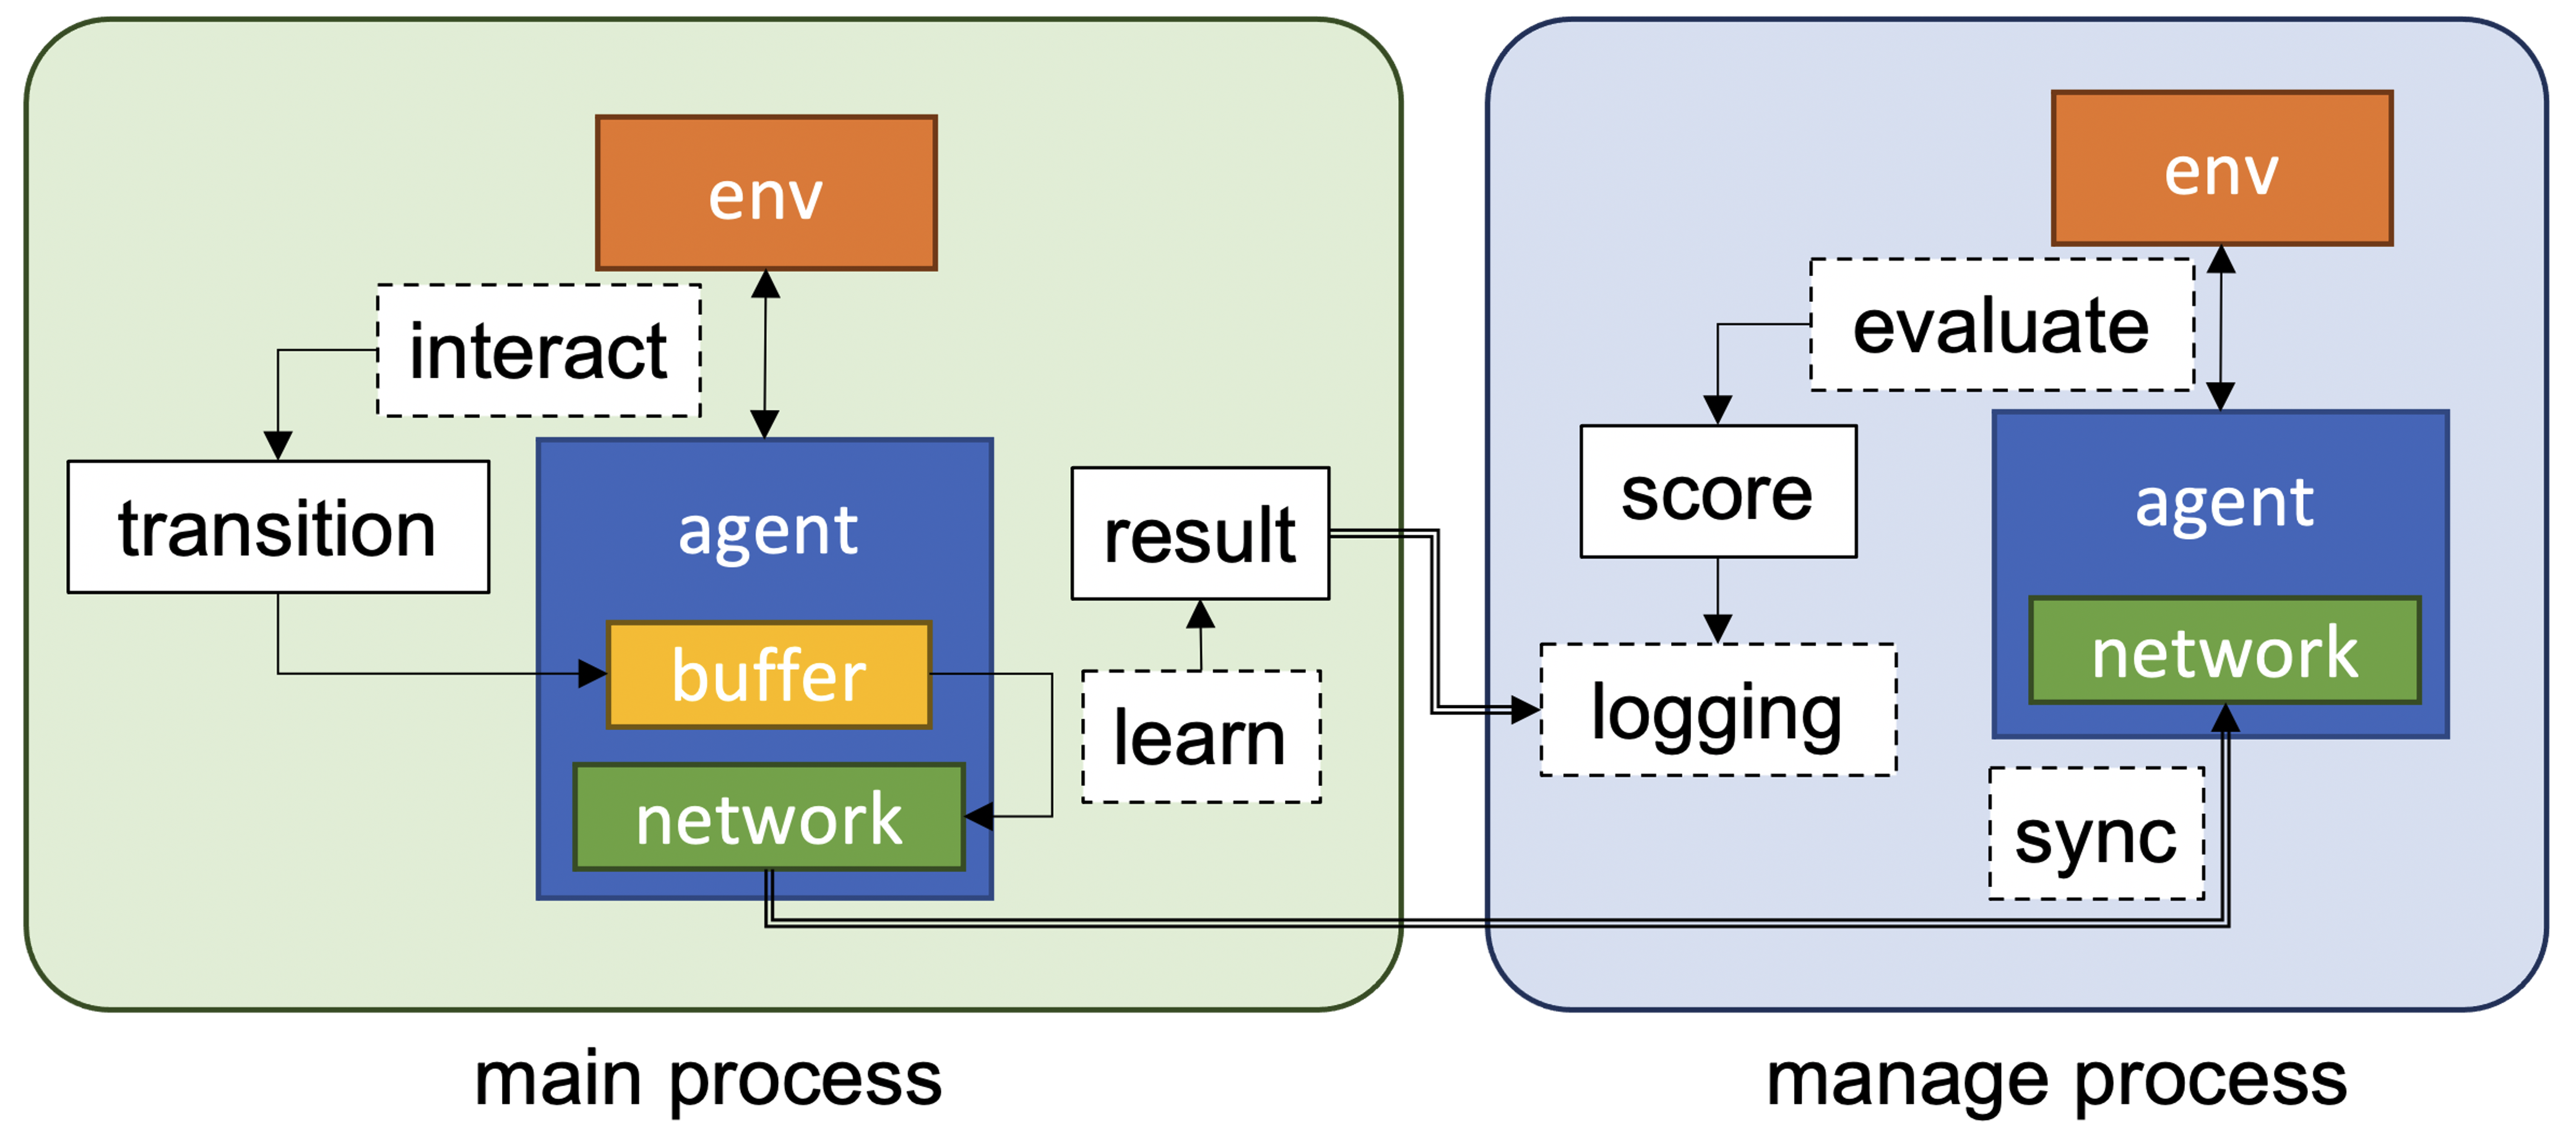 env
interact
transition
agent
result
buffer
learn
network
main process
env
evaluate
score
agent
network
logging
sync
manage process